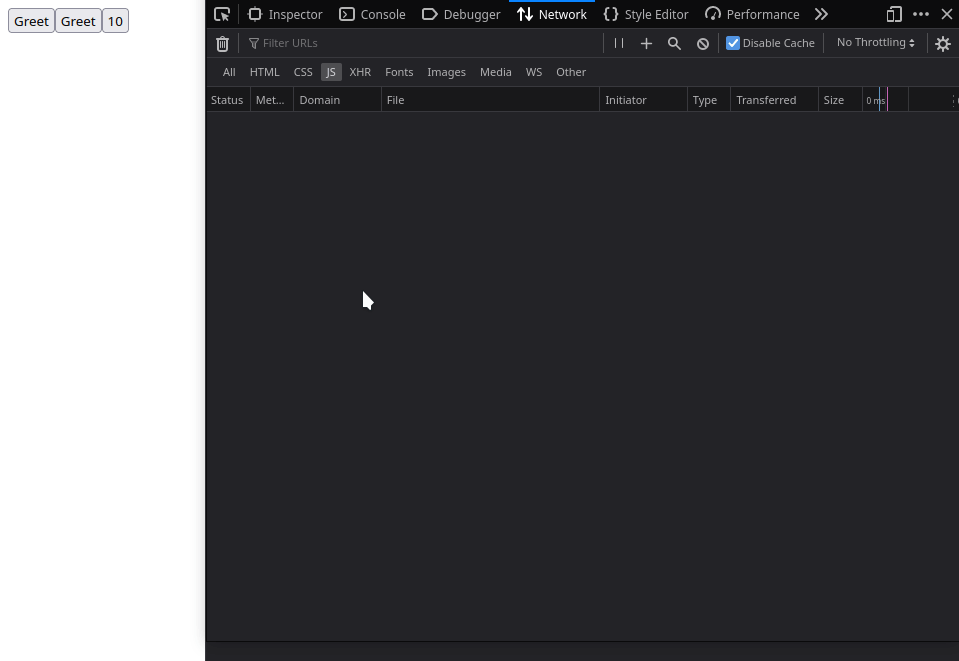 Greet Greet 10
Inspector Console Debugger Network Style Editor Performance
Filter URLs Disable Cache No Throttling
All HTML CSS JS XHR Fonts Images Media WS Other
Status Met... Domain File Initiator Type Transferred Size 0 ms